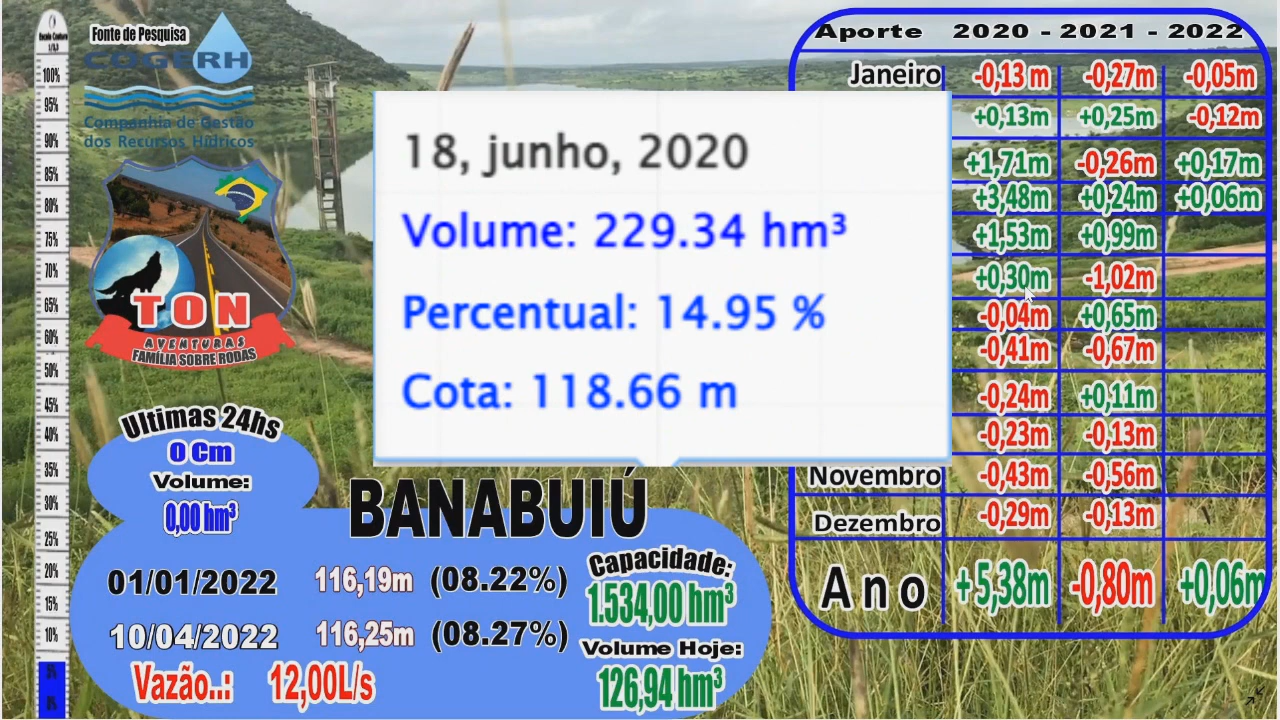 Escala Contura
Fonte de Pesquisa
COGERH
Companhia de Gestão
dos Recursos Hídricos
TON
AVENTURAS
FAMÍLIA SOBRE RODAS
100%
95%
90%
85%
80%
75%
70%
65%
60%
50%
45%
40%
35%
30%
25%
20%
15%
10%
5%
0%
18, junho, 2020
Volume: 229.34 hm³
Percentual: 14.95 %
Cota: 118.66 m
Aporte 2020 - 2021 - 2022
Janeiro -0,13 m -0,27m -0,05m
+0,13m +0,25m -0,12m
+1,71m -0,26m +0,17m
+3,48m +0,24m +0,06m
+1,53m +0,99m
+0,30m -1,02m
-0,04m +0,65m
-0,41m -0,67m
-0,24m +0,11m
-0,23m -0,13m
Novembro -0,43m -0,56m
Dezembro -0,29m -0,13m
Ano +5,38m -0,80m +0,06m
Ultimas 24hs
0 Cm
Volume:
0,00 hm³
BANABUIÚ
01/01/2022 116,19m (08.22%)
10/04/2022 116,25m (08.27%)
Vazão..: 12,00L/s
Capacidade:
1.534,00 hm³
Volume Hoje:
126,94 hm³